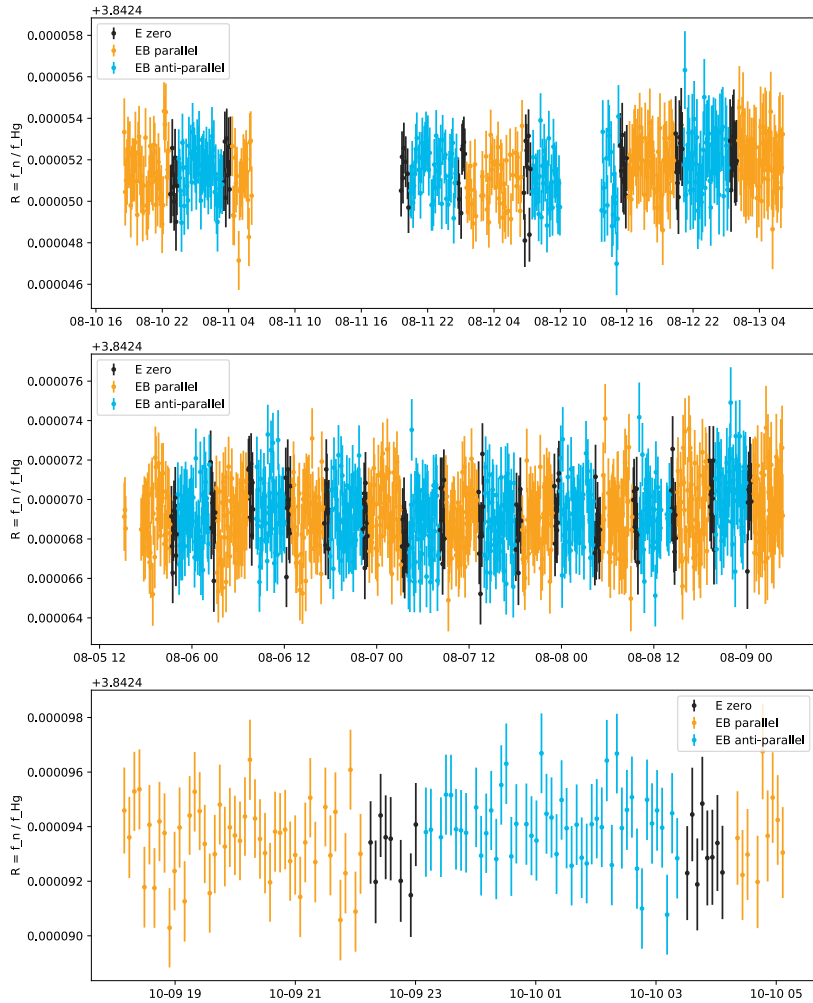 +3.8424
0.000058
0.000056
0.000054
0.000052
0.000050
0.000048
0.000046
R = f_n / f_Hg
E zero
EB parallel
EB anti-parallel
08-10 16 08-10 22 08-11 04 08-11 10 08-11 16 08-11 22 08-12 04 08-12 10 08-12 16 08-12 22 08-13 04
+3.8424
0.000076
0.000074
0.000072
0.000070
0.000068
0.000066
0.000064
R = f_n / f_Hg
E zero
EB parallel
EB anti-parallel
08-05 12 08-06 00 08-06 12 08-07 00 08-07 12 08-08 00 08-08 12 08-09 00
+3.8424
0.000098
0.000096
0.000094
0.000092
0.000090
R = f_n / f_Hg
E zero
EB parallel
EB anti-parallel
10-09 19 10-09 21 10-09 23 10-10 01 10-10 03 10-10 05